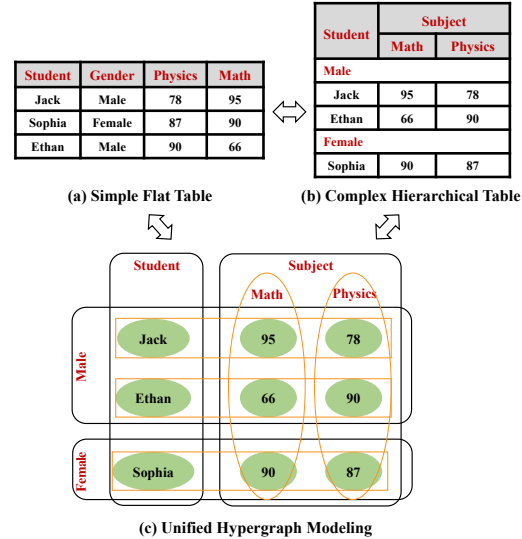 Student Gender Physics Math
Jack Male 78 95
Sophia Female 87 90
Ethan Male 90 66
(a) Simple Flat Table
Student Subject
Math Physics
Male
Jack 95 78
Ethan 66 90
Female
Sophia 90 87
(b) Complex Hierarchical Table
Student Subject
Math Physics
Male
Jack 95 78
Ethan 66 90
Female
Sophia 90 87
(c) Unified Hypergraph Modeling